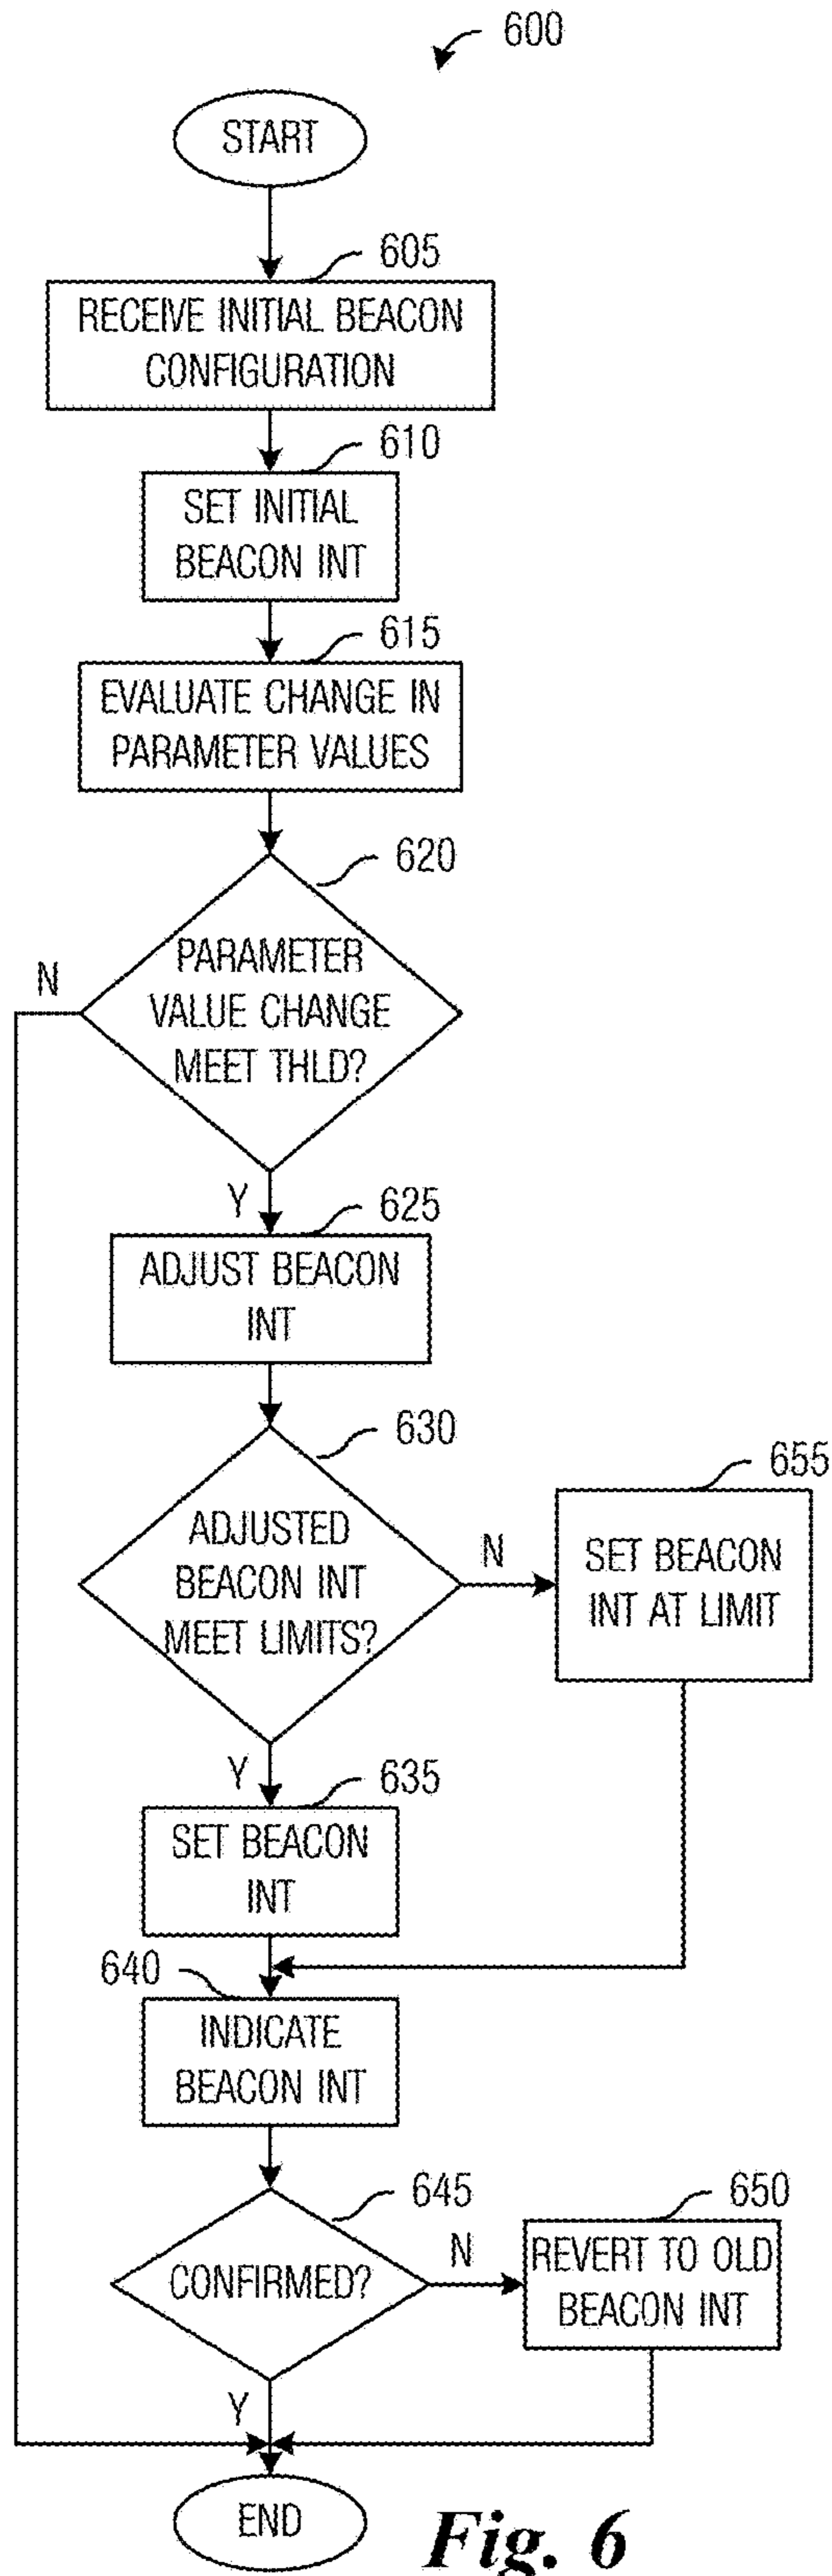 600
START
605
RECEIVE INITIAL BEACON
CONFIGURATION
610
SET INITIAL
BEACON INT
615
EVALUATE CHANGE IN
PARAMETER VALUES
620
PARAMETER
VALUE CHANGE
MEET THLD?
N
Y
625
ADJUST BEACON
INT
630
ADJUSTED
BEACON INT
MEET LIMITS?
N
655
SET BEACON
INT AT LIMIT
Y
635
SET BEACON
INT
640
INDICATE
BEACON INT
645
CONFIRMED?
N
650
REVERT TO OLD
BEACON INT
Y
END
Fig. 6